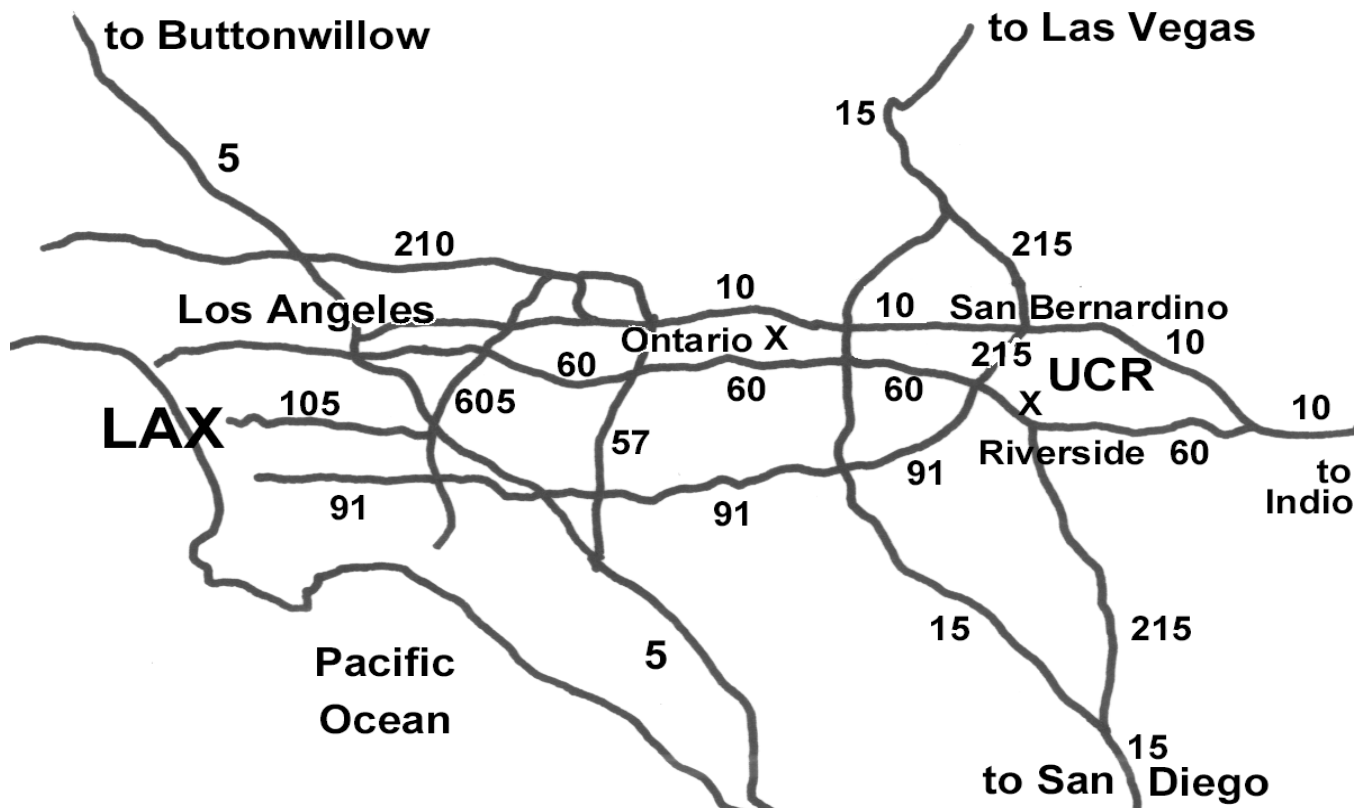 to Buttonwillow
to Las Vegas
15
5
210
215
10
Los Angeles
10
San Bernardino
Ontario X
215
10
60
60
60
UCR
105
605
X
10
LAX
57
Riverside
60
91
to
Indio
91
91
15
215
Pacific
Ocean
5
15
to San Diego